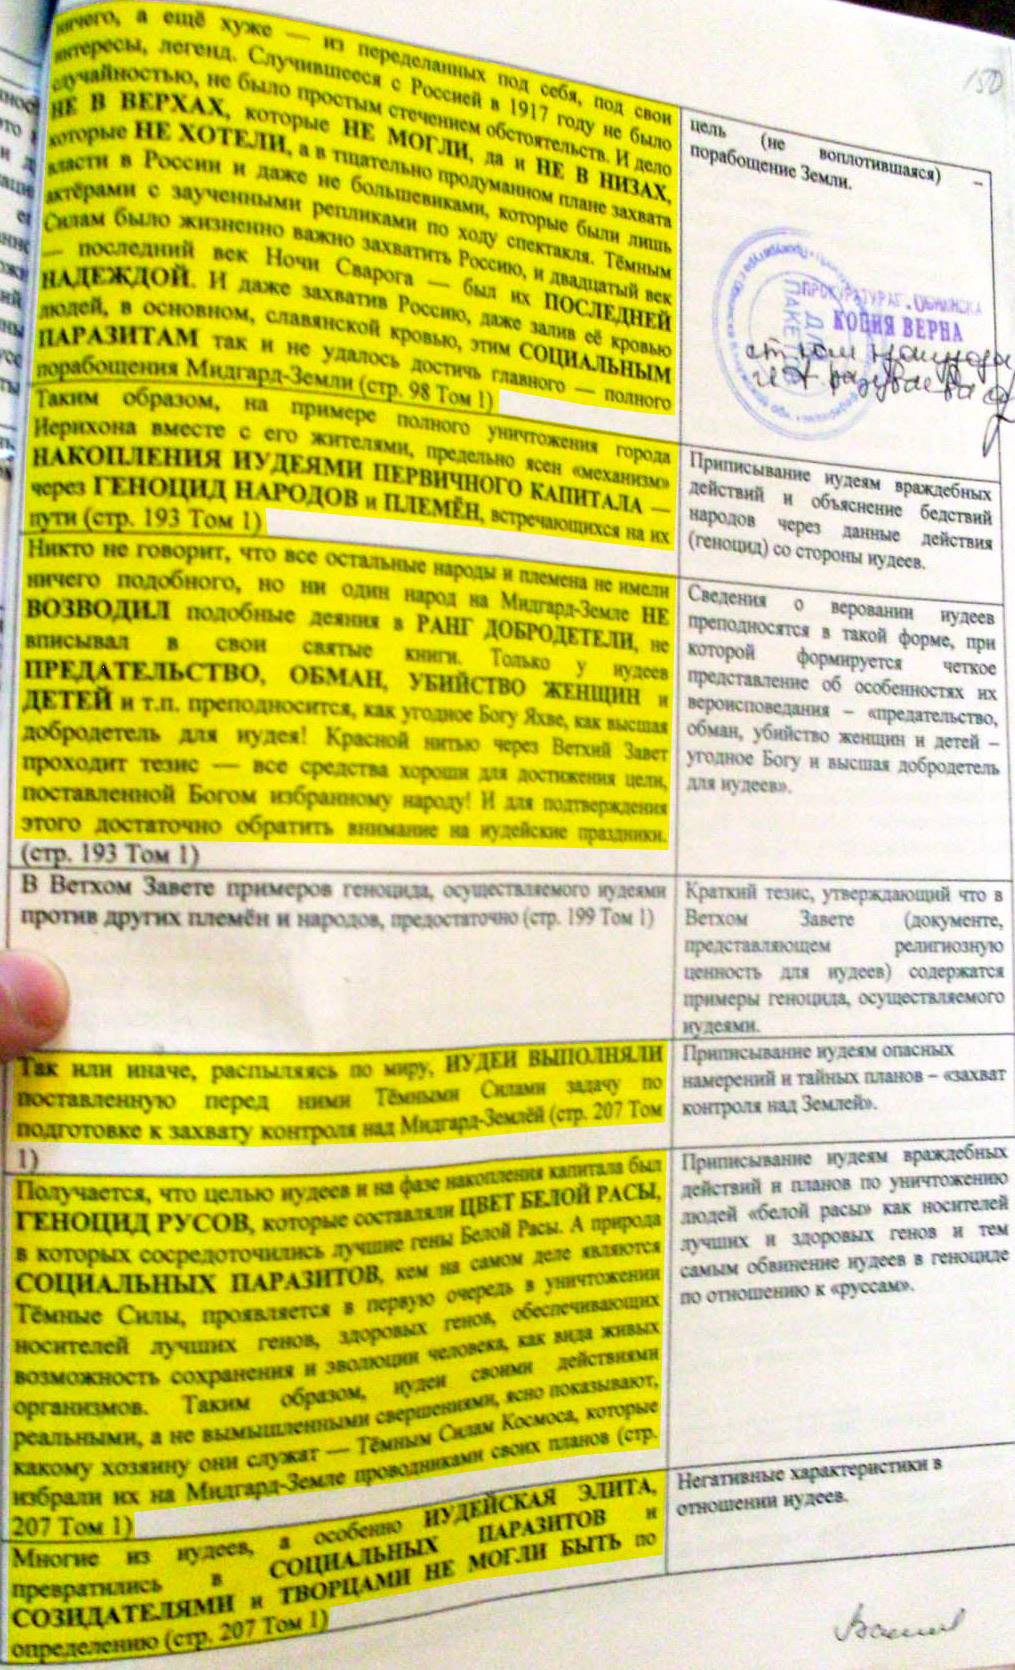 150
ничего, а ещё хуже — из переделанных под себя, под свои
интересы, легенд. Случившееся с Россией в 1917 году не было
случайностью, не было простым стечением обстоятельств. И дело
НЕ В ВЕРХАХ, которые НЕ МОГЛИ, да и НЕ В НИЗАХ,
которые НЕ ХОТЕЛИ, а в тщательно продуманном плане захвата
власти в России и даже не большевиками, которые были лишь
актёрами с заученными репликами по ходу спектакля. Тёмным
Силам было жизненно важно захватить Россию, и двадцатый век
— последний век Ночи Сварога — был их ПОСЛЕДНЕЙ
НАДЕЖДОЙ. И даже захватив Россию, даже залив её кровью
людей, в основном, славянской кровью, этим СОЦИАЛЬНЫМ
ПАРАЗИТАМ так и не удалось достичь главного — полного
порабощения Мидгард-Земли (стр. 98 Том 1)
цель (не воплотившаяся) –
порабощение Земли.
ПРОКУРАТУРА Г. ОБНИНСКА
КОПИЯ ВЕРНА
ДЛЯ
ПАКЕТОВ
Таким образом, на примере полного уничтожения города
Иерихона вместе с его жителями, предельно ясен «механизм»
НАКОПЛЕНИЯ ИУДЕЯМИ ПЕРВИЧНОГО КАПИТАЛА —
через ГЕНОЦИД НАРОДОВ и ПЛЕМЁН, встречающихся на их
пути (стр. 193 Том 1)
Приписывание иудеям враждебных
действий и объяснение бедствий
народов через данные действия
(геноцид) со стороны иудеев.
Никто не говорит, что все остальные народы и племена не имели
ничего подобного, но ни один народ на Мидгард-Земле НЕ
ВОЗВОДИЛ подобные деяния в РАНГ ДОБРОДЕТЕЛИ, не
вписывал в свои святые книги. Только у иудеев
ПРЕДАТЕЛЬСТВО, ОБМАН, УБИЙСТВО ЖЕНЩИН и
ДЕТЕЙ и т.п. преподносится, как угодное Богу Яхве, как высшая
добродетель для иудея! Красной нитью через Ветхий Завет
проходит тезис — все средства хороши для достижения цели,
поставленной Богом избранному народу! И для подтверждения
этого достаточно обратить внимание на иудейские праздники.
(стр. 193 Том 1)
Сведения о веровании иудеев
преподносятся в такой форме, при
которой формируется четкое
представление об особенностях их
вероисповедания – «предательство,
обман, убийство женщин и детей –
угодное Богу и высшая добродетель
для иудеев».
В Ветхом Завете примеров геноцида, осуществляемого иудеями
против других племён и народов, предостаточно (стр. 199 Том 1)
Краткий тезис, утверждающий что в
Ветхом Завете (документе,
представляющем религиозную
ценность для иудеев) содержатся
примеры геноцида, осуществляемого
иудеями.
Так или иначе, распыляясь по миру, ИУДЕИ ВЫПОЛНЯЛИ
поставленную перед ними Тёмными Силами задачу по
подготовке к захвату контроля над Мидгард-Землёй (стр. 207 Том
1)
Приписывание иудеям опасных
намерений и тайных планов – «захват
контроля над Землей».
Получается, что целью иудеев и на фазе накопления капитала был
ГЕНОЦИД РУСОВ, которые составляли ЦВЕТ БЕЛОЙ РАСЫ,
в которых сосредоточились лучшие гены Белой Расы. А природа
СОЦИАЛЬНЫХ ПАРАЗИТОВ, кем на самом деле являются
Тёмные Силы, проявляется в первую очередь в уничтожении
носителей лучших генов, здоровых генов, обеспечивающих
возможность сохранения и эволюции человека, как вида живых
организмов. Таким образом, иудеи своими действиями
реальными, а не вымышленными свершениями, ясно показывают,
какому хозяину они служат — Тёмным Силам Космоса, которые
избрали их на Мидгард-Земле проводниками своих планов (стр.
207 Том 1)
Приписывание иудеям враждебных
действий и планов по уничтожению
людей «белой расы» как носителей
лучших и здоровых генов и тем
самым обвинение иудеев в геноциде
по отношению к «руссам».
Многие из иудеев, а особенно ИУДЕЙСКАЯ ЭЛИТА,
превратились в СОЦИАЛЬНЫХ ПАРАЗИТОВ и
СОЗИДАТЕЛЯМИ и ТВОРЦАМИ НЕ МОГЛИ БЫТЬ по
определению (стр. 207 Том 1)
Негативные характеристики в
отношении иудеев.